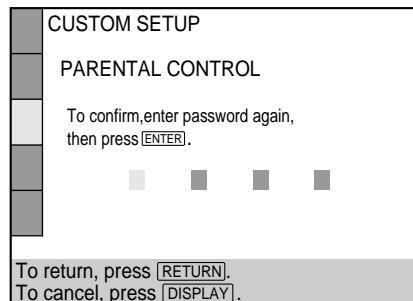 CUSTOM SETUP
PARENTAL CONTROL
To confirm,enter password again,
then press ENTER.
To return, press RETURN.
To cancel, press DISPLAY.